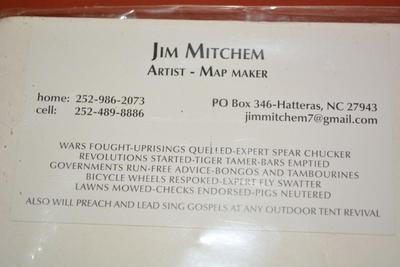 JIM MITCHEM
ARTIST - MAP MAKER
home: 252-986-2073
cell: 252-489-8886
PO Box 346-Hatteras, NC 27943
jimmitchem7@gmail.com
WARS FOUGHT-UPRISINGS QUELLED-EXPERT SPEAR CHUCKER
REVOLUTIONS STARTED-TIGER TAMER-BARS EMPTIED
GOVERNMENTS RUN-FREE ADVICE-BONGOS AND TAMBOURINES
BICYCLE WHEELS RESPOKED-EXPERT FLY SWATTER
LAWNS MOWED-CHECKS ENDORSED-PIGS NEUTERED
ALSO WILL PREACH AND LEAD SING GOSPELS AT ANY OUTDOOR TENT REVIVAL